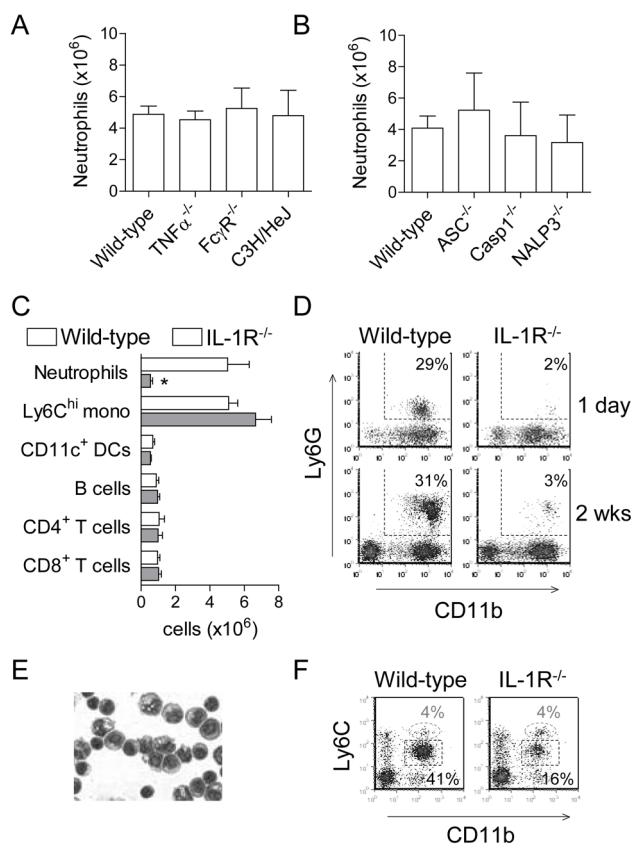 A
B
Neutrophils (x10⁶)
10
8
6
4
2
0
Wild-type
TNFα⁻/⁻
FcγR⁻/⁻
C3H/HeJ
Neutrophils (x10⁶)
10
8
6
4
2
0
Wild-type
ASC⁻/⁻
Casp1⁻/⁻
NALP3⁻/⁻
C
Wild-type
IL-1R⁻/⁻
Neutrophils
*
Ly6Cʰⁱ mono
CD11c⁺ DCs
B cells
CD4⁺ T cells
CD8⁺ T cells
0 2 4 6 8
cells (x10⁶)
D
Wild-type
IL-1R⁻/⁻
29%
2%
1 day
Ly6G
31%
3%
2 wks
CD11b
E
F
Wild-type
IL-1R⁻/⁻
4%
4%
Ly6C
41%
16%
CD11b